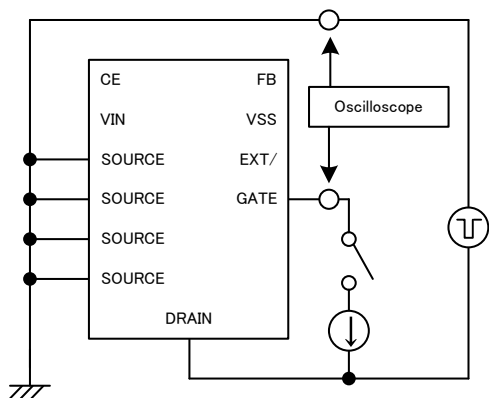 CE FB
Oscilloscope
VIN VSS
SOURCE EXT/
SOURCE GATE
SOURCE
SOURCE
DRAIN